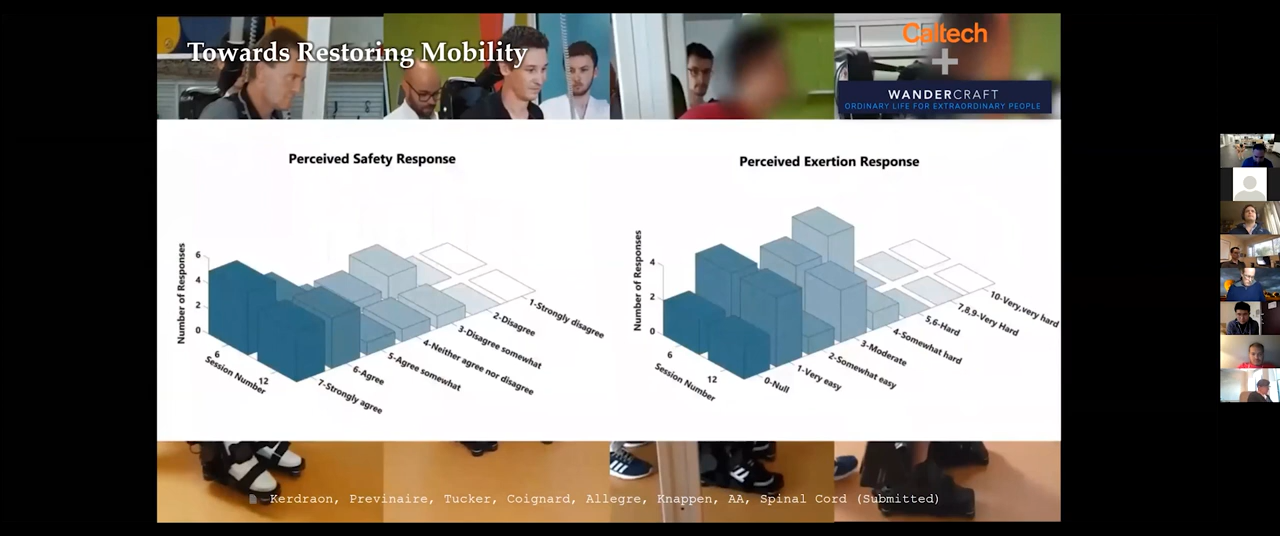 Towards Restoring Mobility
Caltech
+
WANDERCRAFT
ORDINARY LIFE FOR EXTRAORDINARY PEOPLE
Perceived Safety Response
Number of Responses
6
4
2
0
6
12
Session Number
7-Strongly agree
6-Agree
5-Agree somewhat
4-Neither agree nor disagree
3-Disagree somewhat
2-Disagree
1-Strongly disagree
Perceived Exertion Response
Number of Responses
4
2
0
6
12
Session Number
0-Null
1-Very easy
2-Somewhat easy
3-Moderate
4-Somewhat hard
5,6-Hard
7,8,9-Very Hard
10-Very,very hard
Kerdraon, Previnaire, Tucker, Coignard, Allegre, Knappen, AA, Spinal Cord (Submitted)